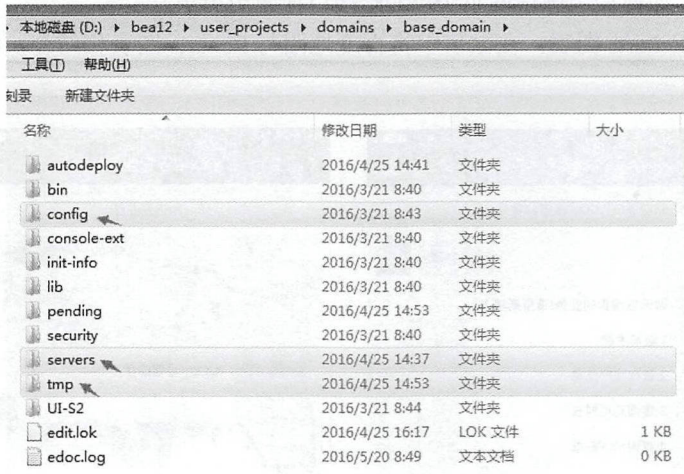 本地磁盘 (D:) ▸ bea12 ▸ user_projects ▸ domains ▸ base_domain ▸
工具(T) 帮助(H)
刻录 新建文件夹
名称 修改日期 类型 大小
autodeploy 2016/4/25 14:41 文件夹
bin 2016/3/21 8:40 文件夹
config 2016/3/21 8:43 文件夹
console-ext 2016/3/21 8:40 文件夹
init-info 2016/3/21 8:40 文件夹
lib 2016/3/21 8:40 文件夹
pending 2016/4/25 14:53 文件夹
security 2016/3/21 8:40 文件夹
servers 2016/4/25 14:37 文件夹
tmp 2016/4/25 14:53 文件夹
UI-S2 2016/3/21 8:44 文件夹
edit.lok 2016/4/25 16:17 LOK 文件 1 KB
edoc.log 2016/5/20 8:49 文本文档 0 KB